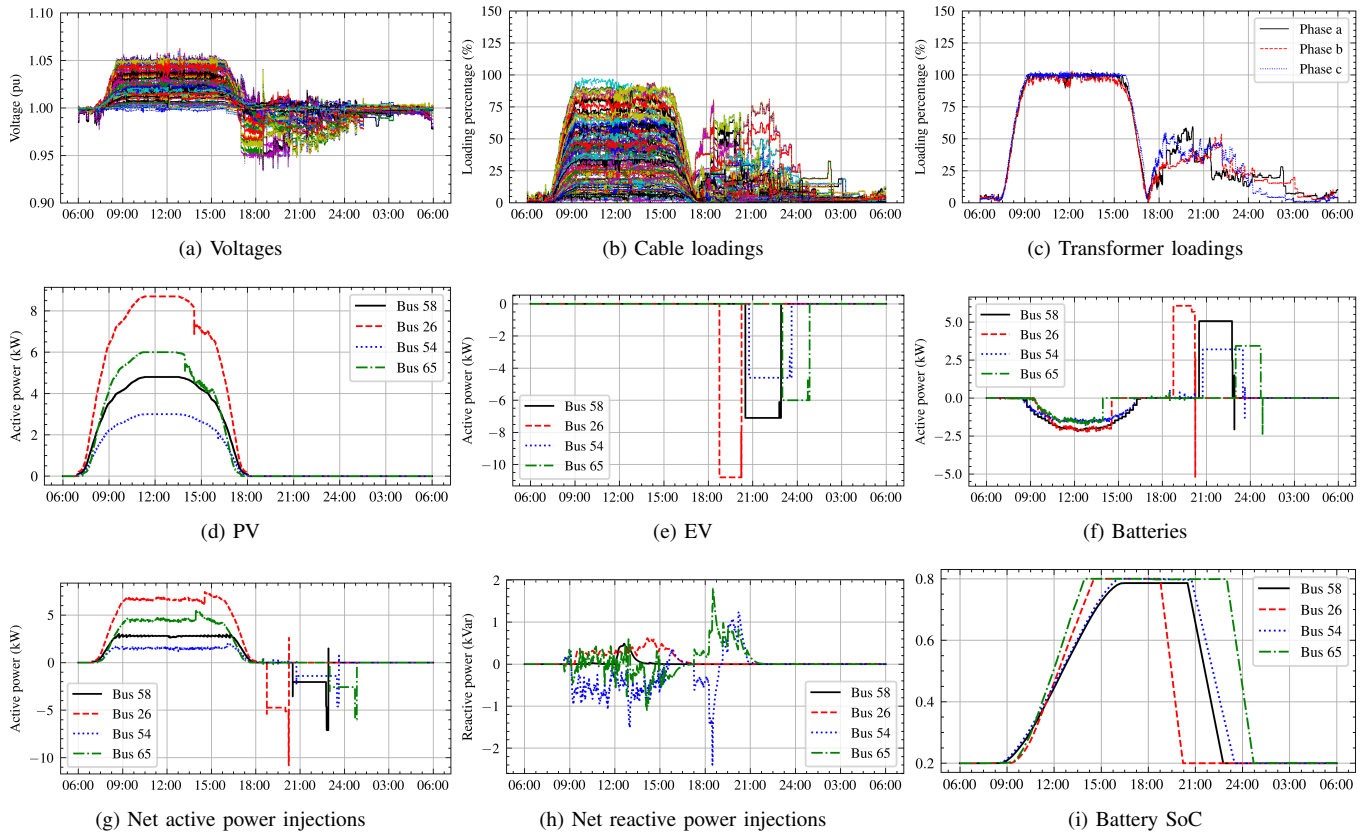 1.10
1.05
1.00
0.95
0.90
Voltage (pu)
06:00 09:00 12:00 15:00 18:00 21:00 24:00 03:00 06:00
(a) Voltages
150
125
100
75
50
25
0
Loading percentage (%)
06:00 09:00 12:00 15:00 18:00 21:00 24:00 03:00 06:00
(b) Cable loadings
150
125
100
75
50
25
0
Loading percentage (%)
Phase a
Phase b
Phase c
06:00 09:00 12:00 15:00 18:00 21:00 24:00 03:00 06:00
(c) Transformer loadings
8
6
4
2
0
Active power (kW)
Bus 58
Bus 26
Bus 54
Bus 65
06:00 09:00 12:00 15:00 18:00 21:00 24:00 03:00 06:00
(d) PV
0
−2
−4
−6
−8
−10
Active power (kW)
Bus 58
Bus 26
Bus 54
Bus 65
06:00 09:00 12:00 15:00 18:00 21:00 24:00 03:00 06:00
(e) EV
5.0
2.5
0.0
−2.5
−5.0
Active power (kW)
Bus 58
Bus 26
Bus 54
Bus 65
06:00 09:00 12:00 15:00 18:00 21:00 24:00 03:00 06:00
(f) Batteries
5
0
−5
−10
Active power (kW)
Bus 58
Bus 26
Bus 54
Bus 65
06:00 09:00 12:00 15:00 18:00 21:00 24:00 03:00 06:00
(g) Net active power injections
2
1
0
−1
−2
Reactive power (kVar)
Bus 58
Bus 26
Bus 54
Bus 65
06:00 09:00 12:00 15:00 18:00 21:00 24:00 03:00 06:00
(h) Net reactive power injections
0.8
0.6
0.4
0.2
Bus 58
Bus 26
Bus 54
Bus 65
06:00 09:00 12:00 15:00 18:00 21:00 24:00 03:00 06:00
(i) Battery SoC